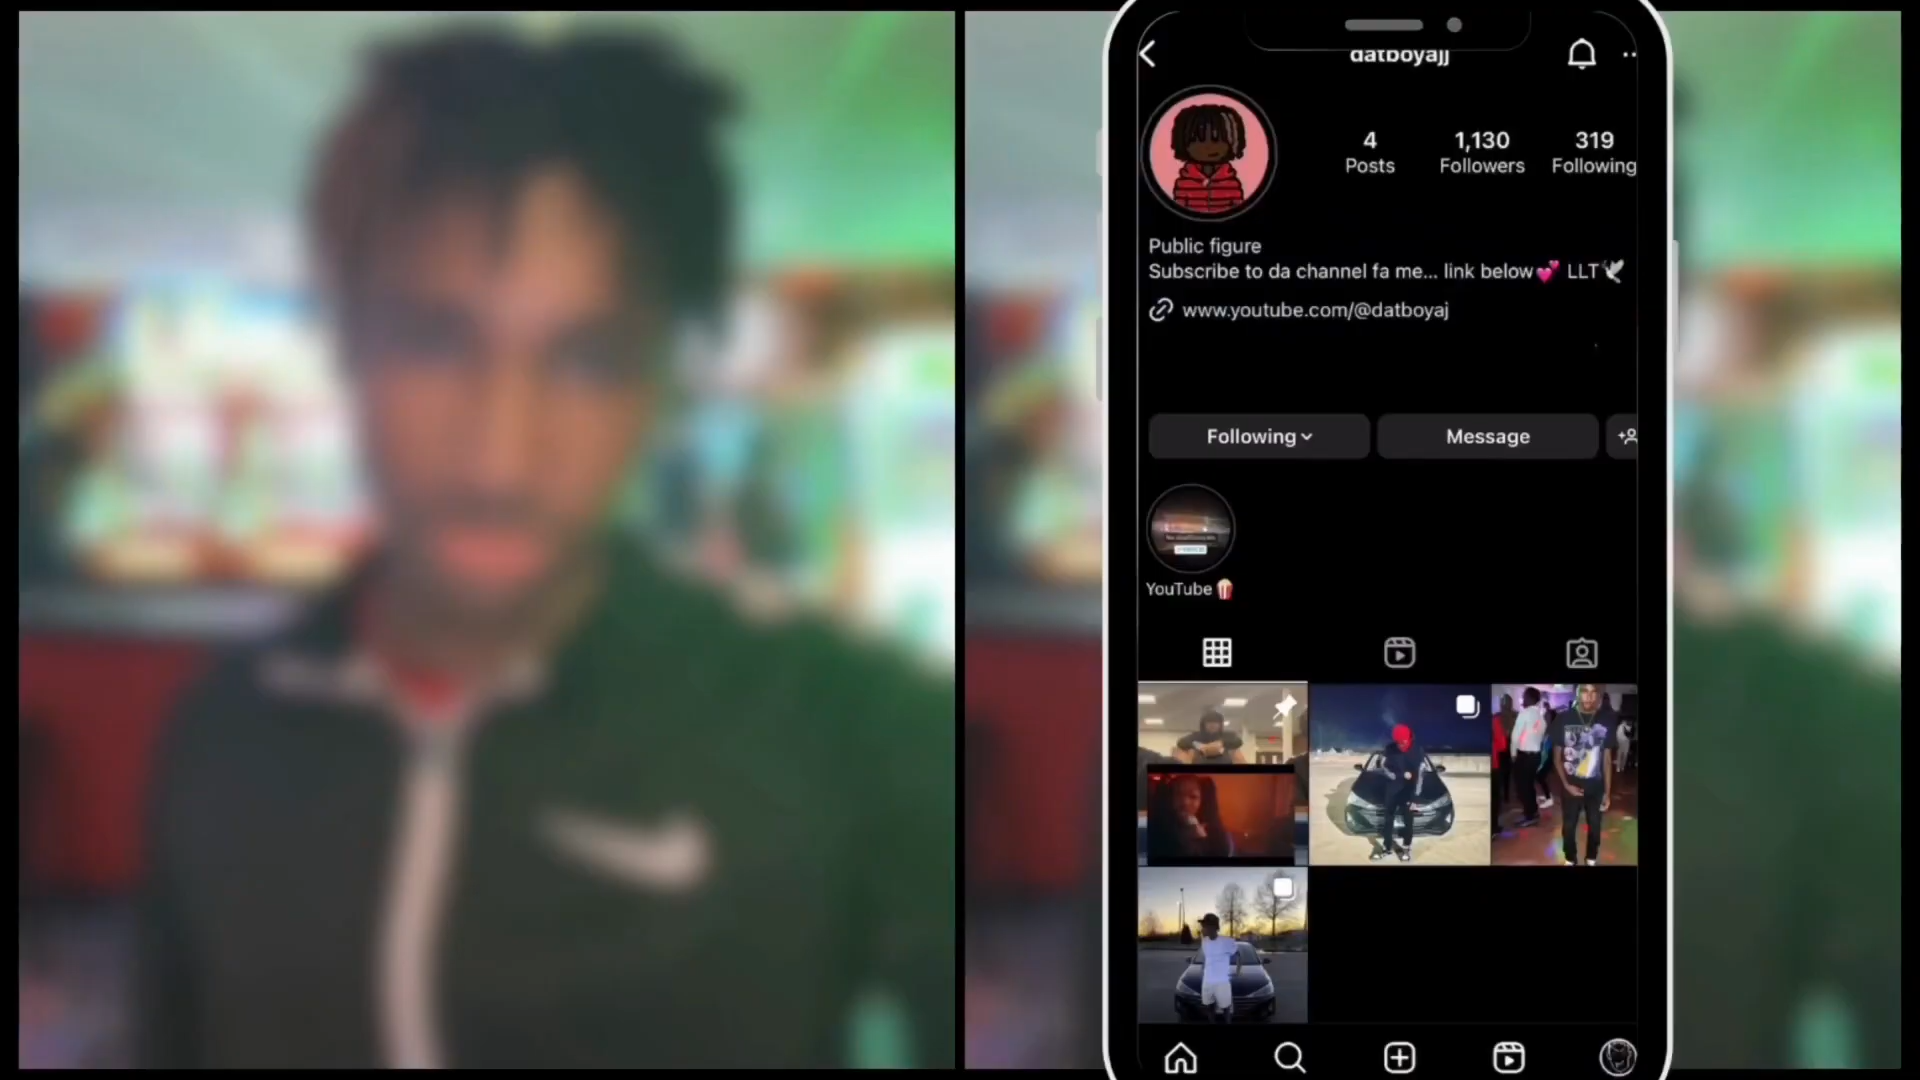 datboyajj
4
Posts
1,130
Followers
319
Following
Public figure
Subscribe to da channel fa me... link below💕 LLT🕊
www.youtube.com/@datboyaj
Following
Message
YouTube🍿